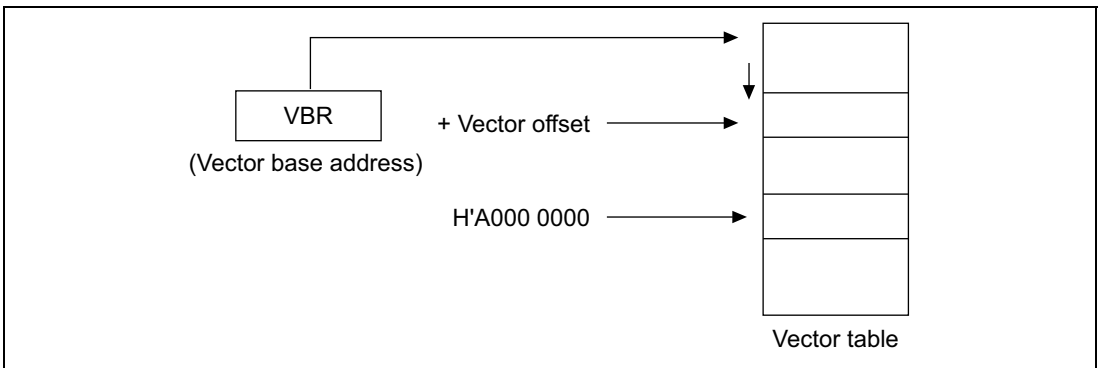 VBR
(Vector base address)
+ Vector offset
H'A000 0000
Vector table